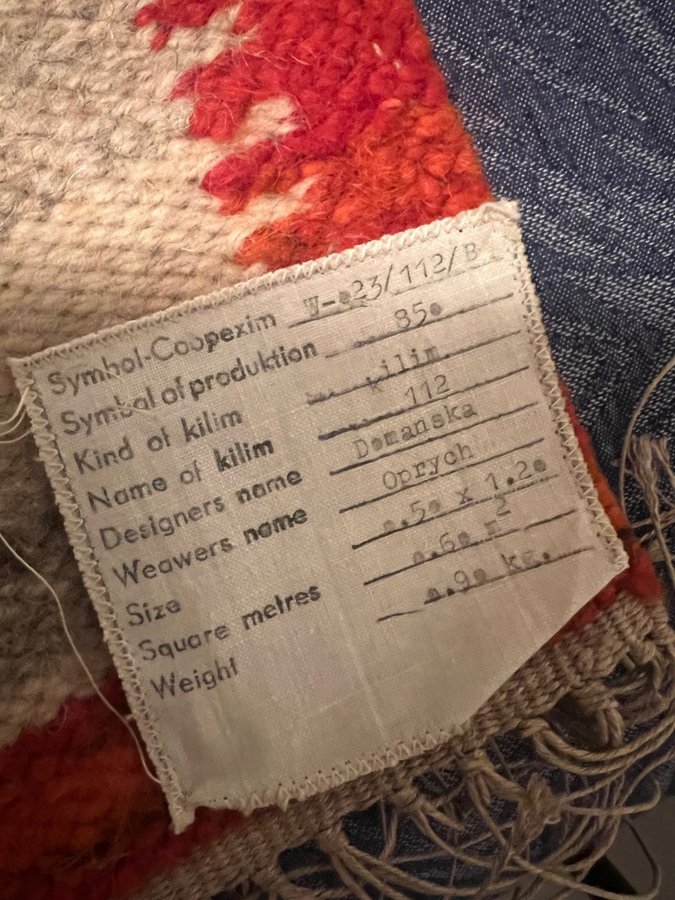 Symbol-Coopexim W-023/112/B
Symbol of produktion 850
Kind of kilim kilim
Name of kilim 112
Designers name Domanska
Weawers name Oprych
Size 0.50 x 1.20
Square metres 0.60 m²
Weight 0.90 kg.